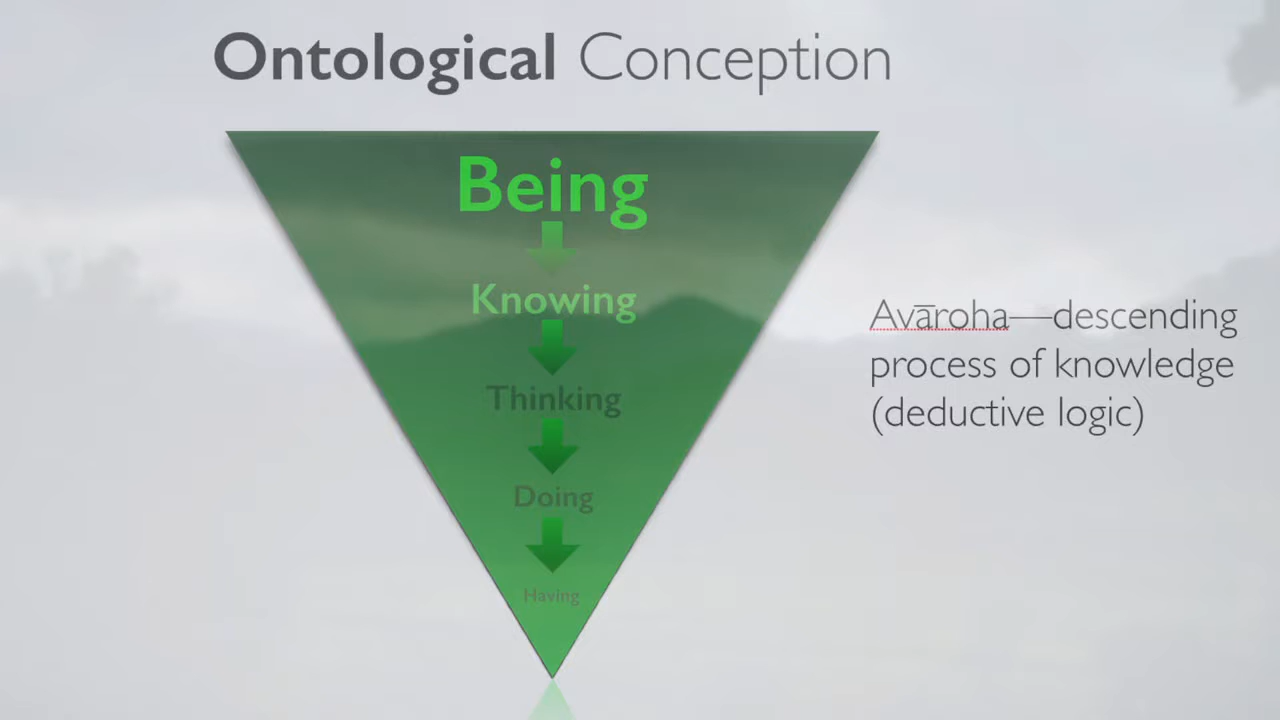 Ontological Conception
Being
Knowing
Thinking
Doing
Having
Avāroha—descending
process of knowledge
(deductive logic)